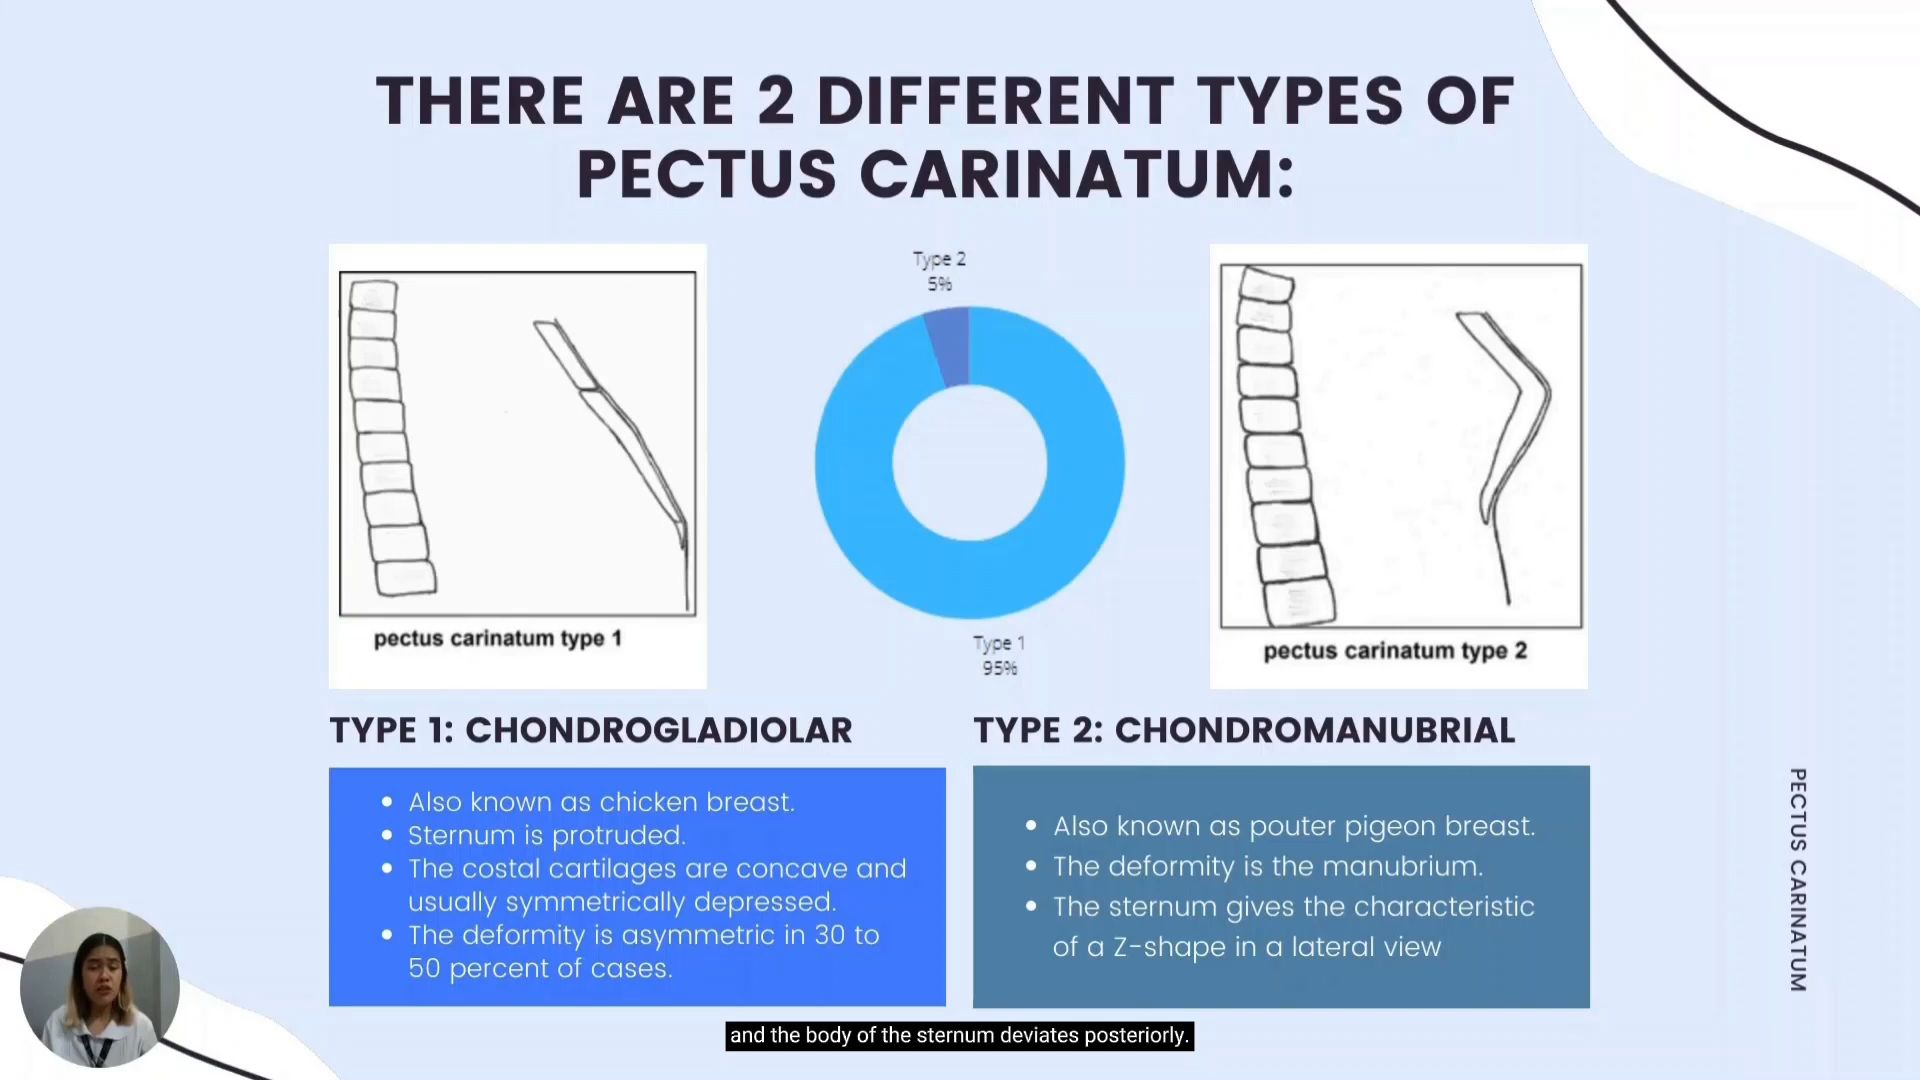 THERE ARE 2 DIFFERENT TYPES OF
PECTUS CARINATUM:
pectus carinatum type 1
Type 2
5%
Type 1
95%
pectus carinatum type 2
TYPE 1: CHONDROGLADIOLAR
• Also known as chicken breast.
• Sternum is protruded.
• The costal cartilages are concave and
usually symmetrically depressed.
• The deformity is asymmetric in 30 to
50 percent of cases.
TYPE 2: CHONDROMANUBRIAL
• Also known as pouter pigeon breast.
• The deformity is the manubrium.
• The sternum gives the characteristic
of a Z-shape in a lateral view
PECTUS CARINATUM
and the body of the sternum deviates posteriorly.